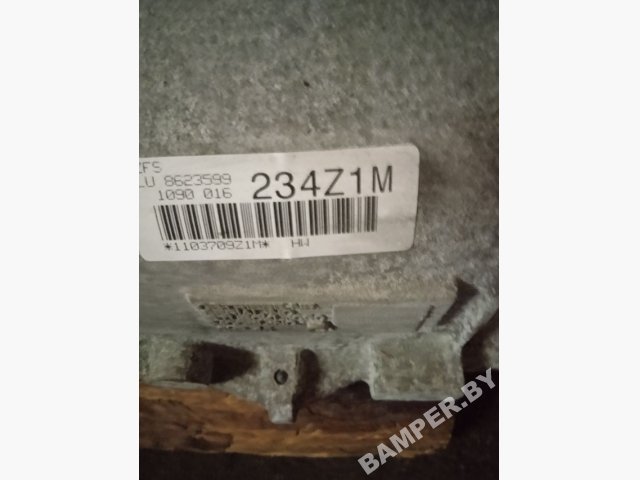 ZFS
LU 8623599
1090 016
234Z1M
*1103709Z1M* HW
BAMPER.BY